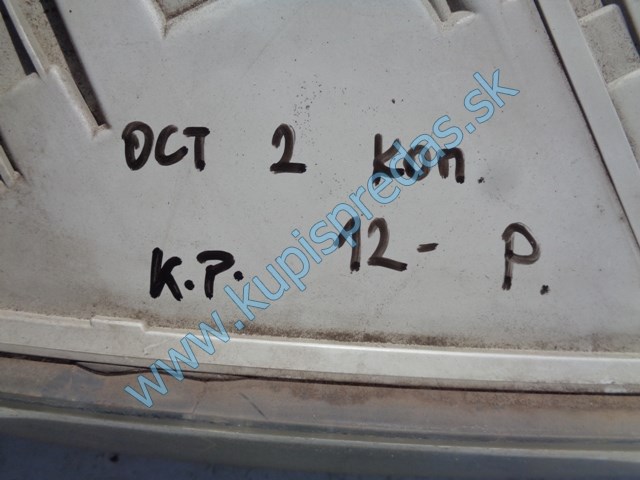 OCT 2 KOM.
K.P. 12- P.
www.kupispredas.sk